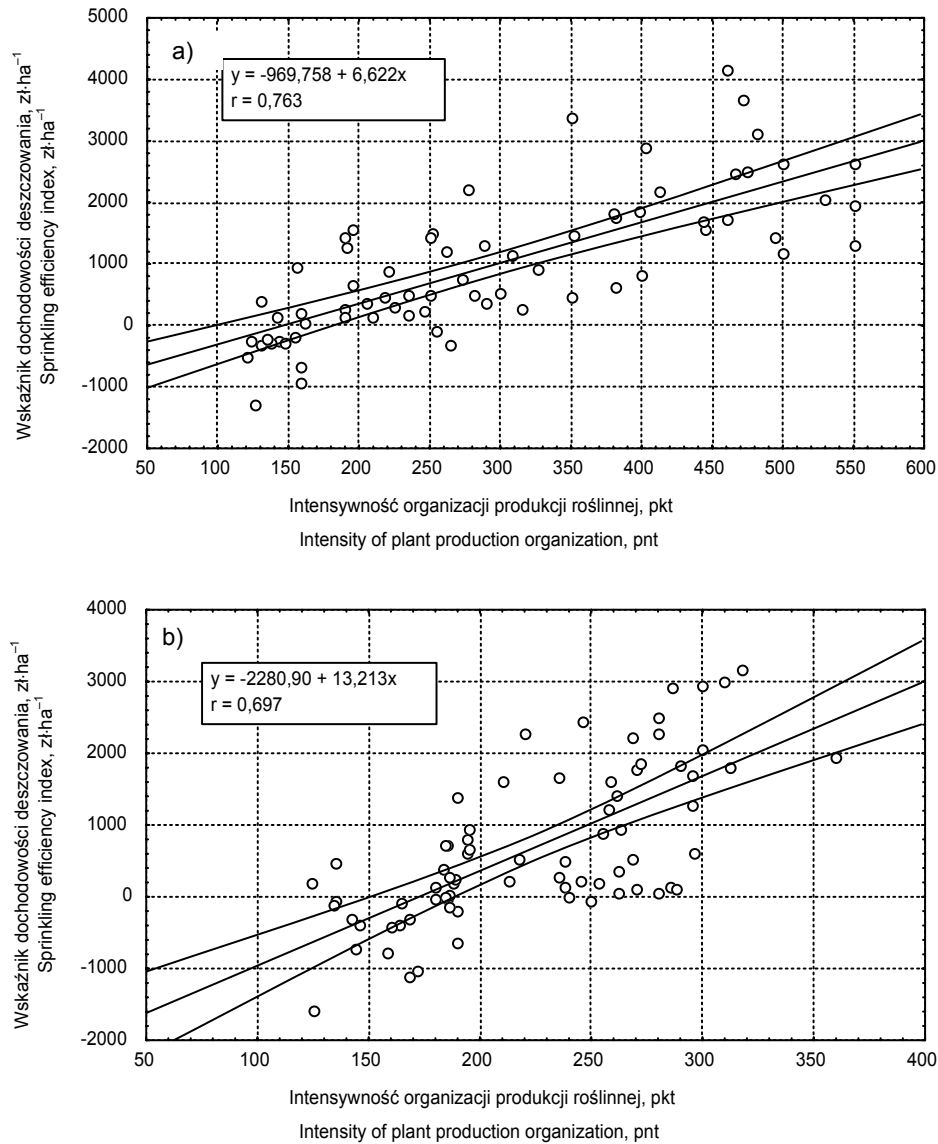 a)
y = -969,758 + 6,622x
r = 0,763
5000
4000
3000
2000
1000
0
-1000
-2000
Wskaźnik dochodowości deszczowania, zł·ha⁻¹
Sprinkling efficiency index, zł·ha⁻¹
50 100 150 200 250 300 350 400 450 500 550 600
Intensywność organizacji produkcji roślinnej, pkt
Intensity of plant production organization, pnt
b)
y = -2280,90 + 13,213x
r = 0,697
4000
3000
2000
1000
0
-1000
-2000
Wskaźnik dochodowości deszczowania, zł·ha⁻¹
Sprinkling efficiency index, zł·ha⁻¹
50 100 150 200 250 300 350 400
Intensywność organizacji produkcji roślinnej, pkt
Intensity of plant production organization, pnt